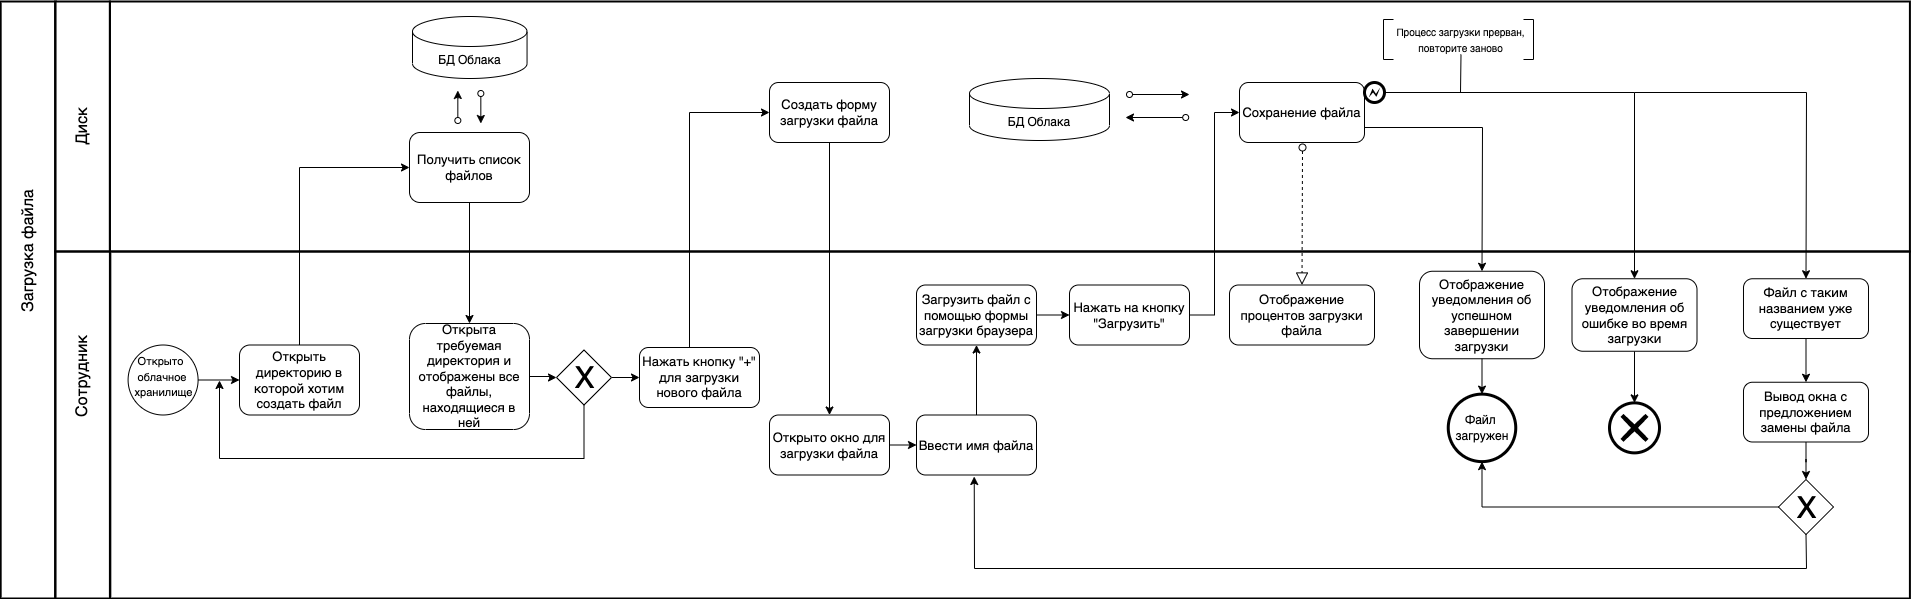 Загрузка файла
Диск
Сотрудник
БД Облака
Получить список
файлов
Создать форму
загрузки файла
БД Облака
Сохранение файла
Процесс загрузки прерван,
повторите заново
Открыто
облачное
хранилище
Открыть
директорию в
которой хотим
создать файл
Открыта
требуемая
директория и
отображены все
файлы,
находящиеся в
ней
X
Нажать кнопку "+"
для загрузки
нового файла
Открыто окно для
загрузки файла
Ввести имя файла
Загрузить файл с
помощью формы
загрузки браузера
Нажать на кнопку
"Загрузить"
Отображение
процентов загрузки
файла
Отображение
уведомления об
успешном
завершении
загрузки
Файл
загружен
Отображение
уведомления об
ошибке во время
загрузки
Файл с таким
названием уже
существует
Вывод окна с
предложением
замены файла
X